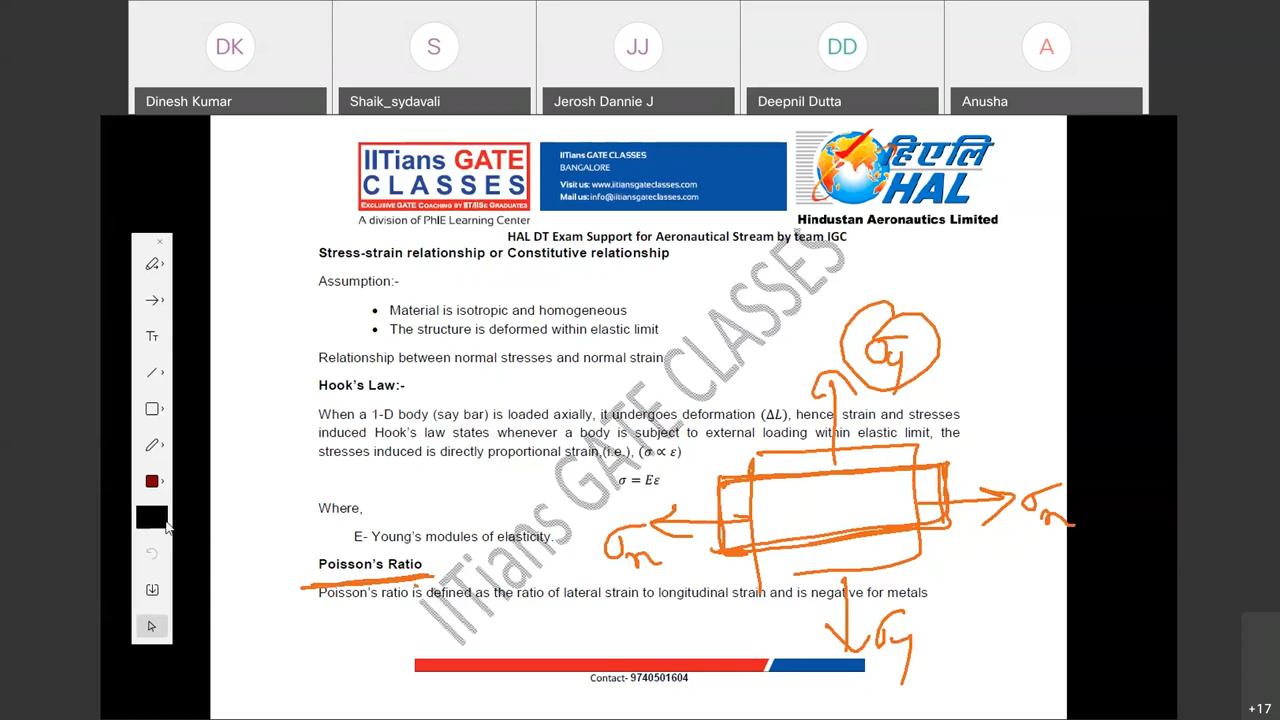 DK
S
JJ
DD
A
Dinesh Kumar
Shaik_sydavali
Jerosh Dannie J
Deepnil Dutta
Anusha
IITians GATE
CLASSES
EXCLUSIVE GATE COACHING BY IIT/IISc GRADUATES
A division of PhIE Learning Center
IITians GATE CLASSES
BANGALORE
Visit us: www.iitiansgateclasses.com
Mail us: info@iitiansgateclasses.com
हिएलि
HAL
Hindustan Aeronautics Limited
HAL DT Exam Support for Aeronautical Stream by team IGC
Stress-strain relationship or Constitutive relationship
Assumption:-
• Material is isotropic and homogeneous
• The structure is deformed within elastic limit
Relationship between normal stresses and normal strain
Hook's Law:-
When a 1-D body (say bar) is loaded axially, it undergoes deformation (ΔL), hence strain and stresses
induced Hook's law states whenever a body is subject to external loading within elastic limit, the
stresses induced is directly proportional strain,(i.e.), (σ ∝ ε)
σ = Eε
Where,
E- Young's modules of elasticity.
Poisson's Ratio
Poisson's ratio is defined as the ratio of lateral strain to longitudinal strain and is negative for metals
σy
σx
σx
σy
IITians GATE CLASSES
Contact- 9740501604
Tт
+17